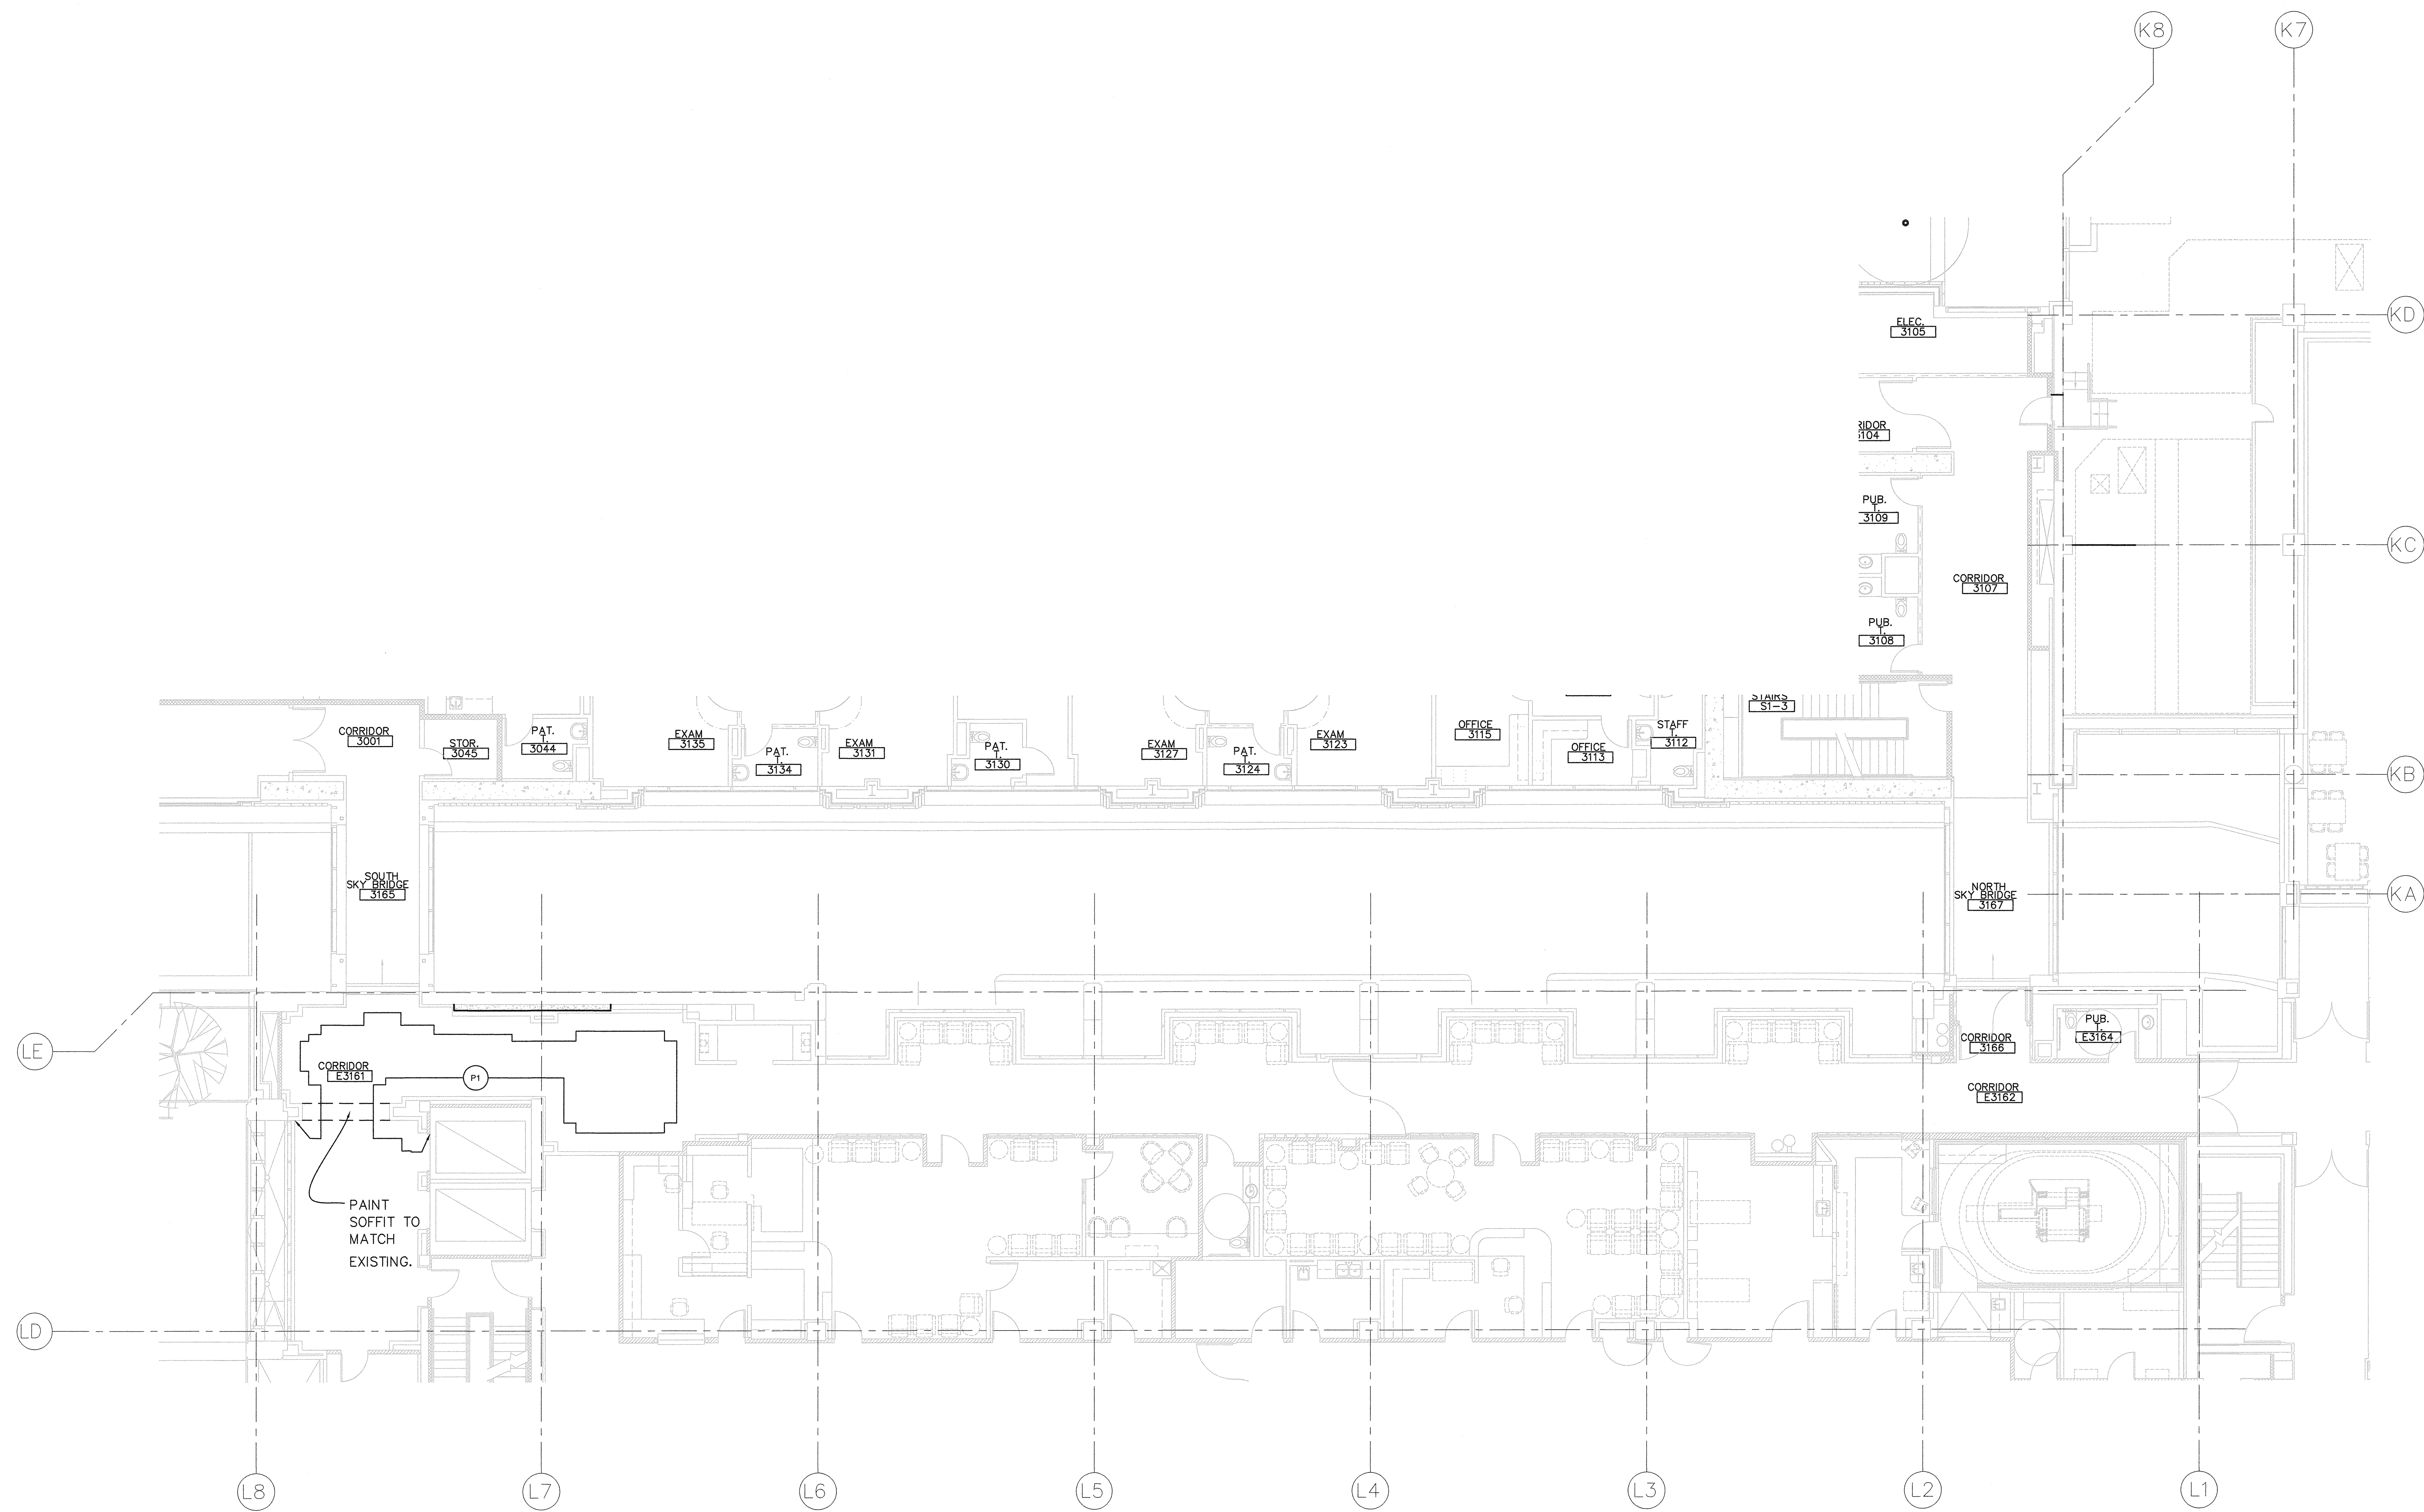 K8
K7
ELEC.
3105
KD
RIDOR
3104
PUB.
T.
3109
KC
CORRIDOR
3107
PUB.
T.
3108
STAIRS
S1-3
CORRIDOR
3001
STOR.
3045
PAT.
T.
3044
EXAM
3135
PAT.
T.
3134
EXAM
3131
PAT.
T.
3130
EXAM
3127
PAT.
T.
3124
EXAM
3123
OFFICE
3115
OFFICE
3113
STAFF
T.
3112
KB
SOUTH
SKY BRIDGE
3165
NORTH
SKY BRIDGE
3167
KA
LE
CORRIDOR
E3161
P1
CORRIDOR
3166
PUB.
T.
E3164
CORRIDOR
E3162
PAINT
SOFFIT TO
MATCH
EXISTING.
LD
L8
L7
L6
L5
L4
L3
L2
L1